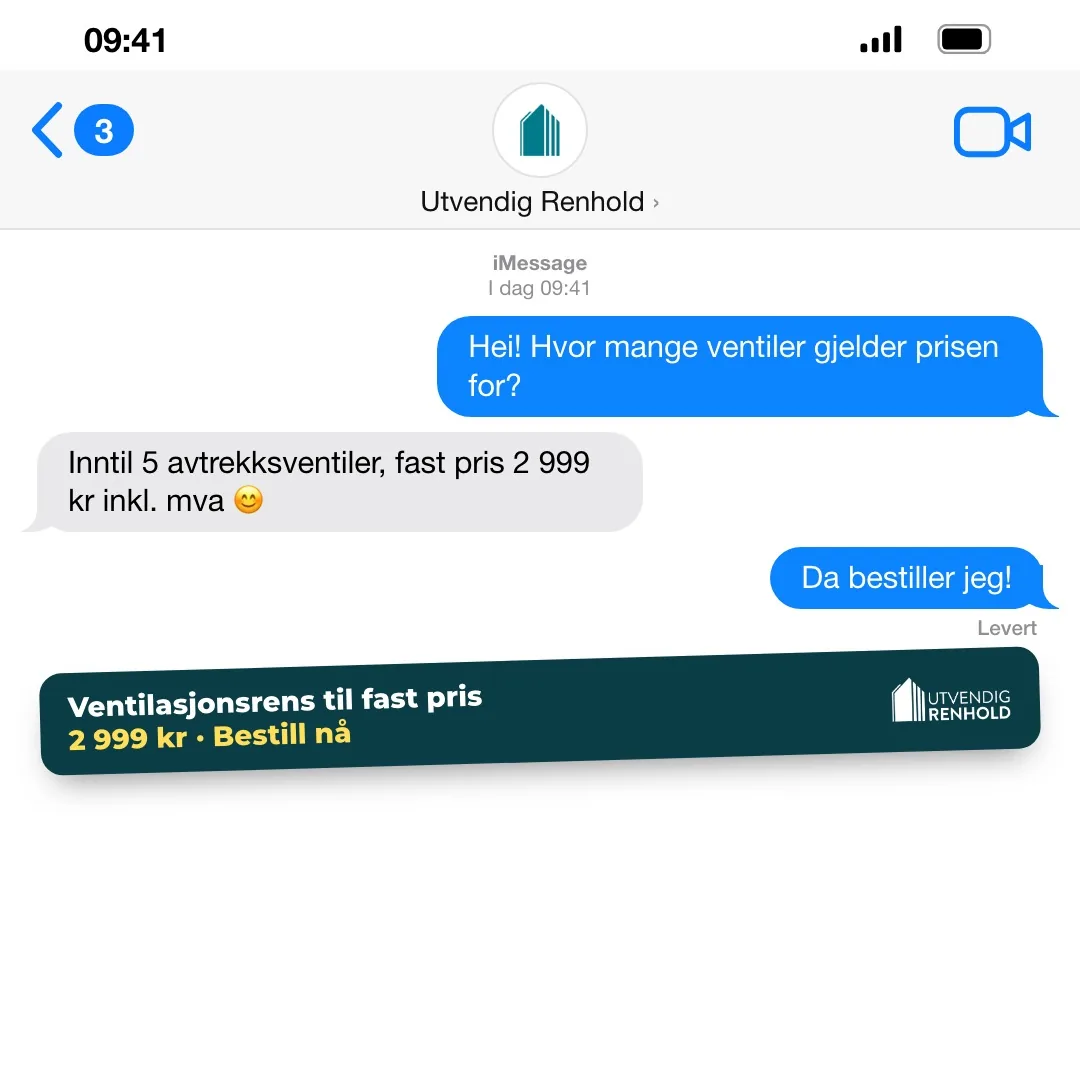 09:41
3
Utvendig Renhold ›
iMessage
I dag 09:41
Hei! Hvor mange ventiler gjelder prisen
for?
Inntil 5 avtrekksventiler, fast pris 2 999
kr inkl. mva 😊
Da bestiller jeg!
Levert
Ventilasjonsrens til fast pris
2 999 kr · Bestill nå
UTVENDIG
RENHOLD